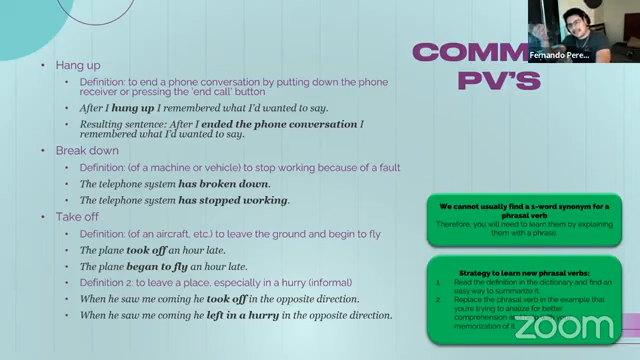 COMM
PV'S
Fernando Pere...
Hang up
Definition: to end a phone conversation by putting down the phone
receiver or pressing the 'end call' button
After I hung up I remembered what I'd wanted to say.
Resulting sentence: After I ended the phone conversation I
remembered what I'd wanted to say.
Break down
Definition: (of a machine or vehicle) to stop working because of a fault
The telephone system has broken down.
The telephone system has stopped working.
Take off
Definition: (of an aircraft, etc.) to leave the ground and begin to fly
The plane took off an hour late.
The plane began to fly an hour late.
Definition 2: to leave a place, especially in a hurry (informal)
When he saw me coming he took off in the opposite direction.
When he saw me coming he left in a hurry in the opposite direction.
We cannot usually find a 1-word synonym for a
phrasal verb
Therefore, you will need to learn them by explaining
them with a phrase.
Strategy to learn new phrasal verbs:
1. Read the definition in the dictionary and find an
easy way to summarize it.
2. Replace the phrasal verb in the example that
you're trying to analize for better
comprehension
memorization of it
zoom